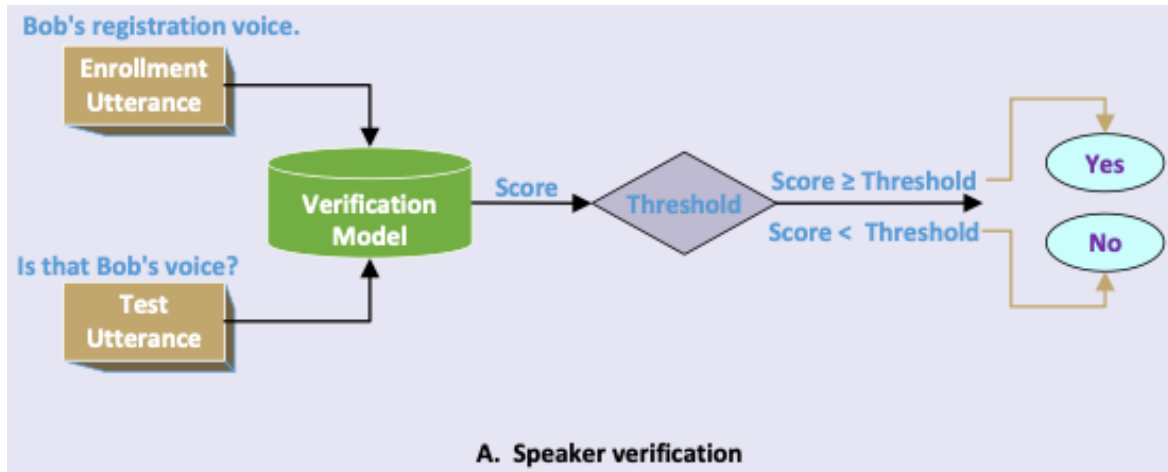 Bob's registration voice.
Enrollment
Utterance
Verification
Model
Is that Bob's voice?
Test
Utterance
Score
Threshold
Score ≥ Threshold
Score < Threshold
Yes
No
A. Speaker verification